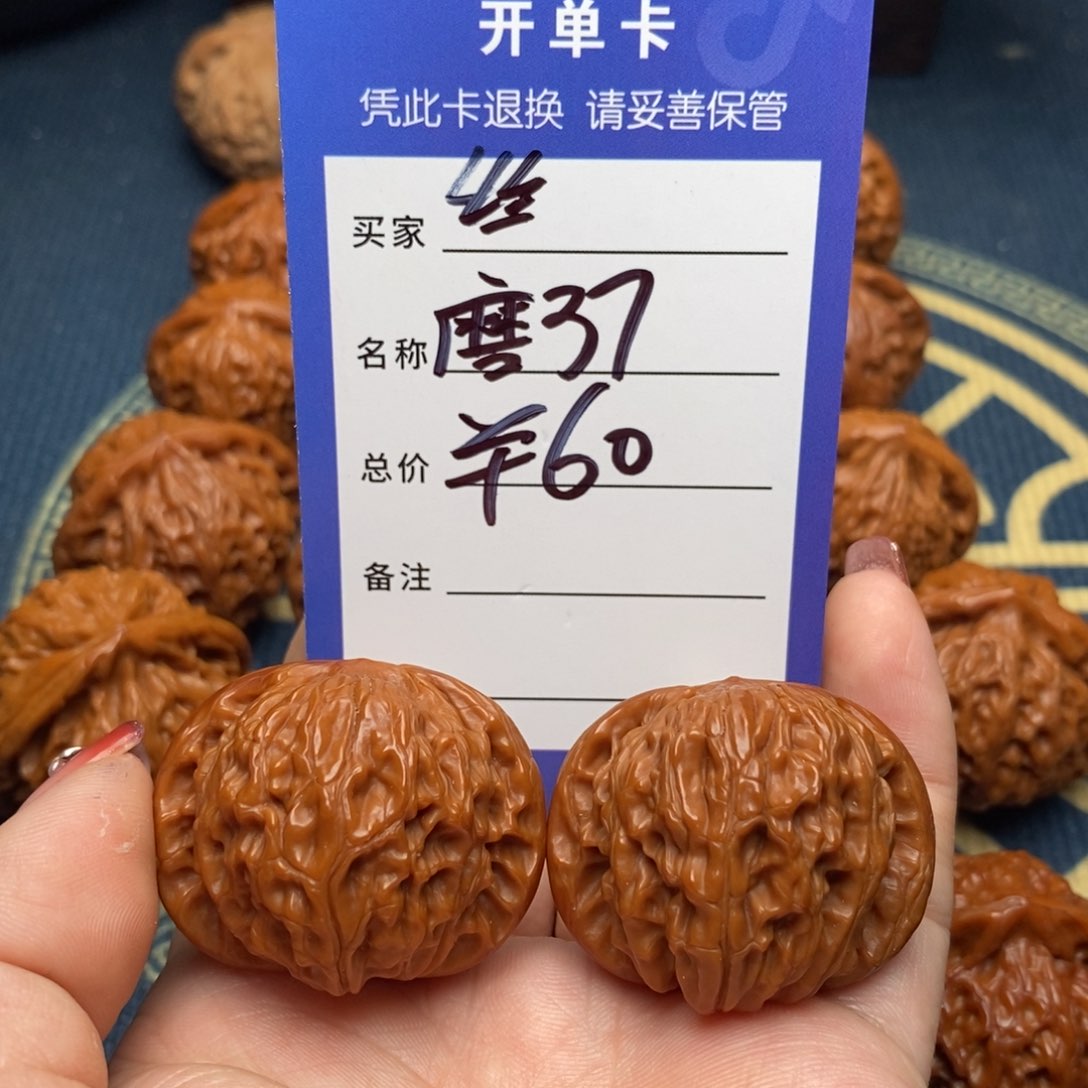 开单卡
凭此卡退换 请妥善保管
买家 丝
名称 磨37
总价 ¥60
备注